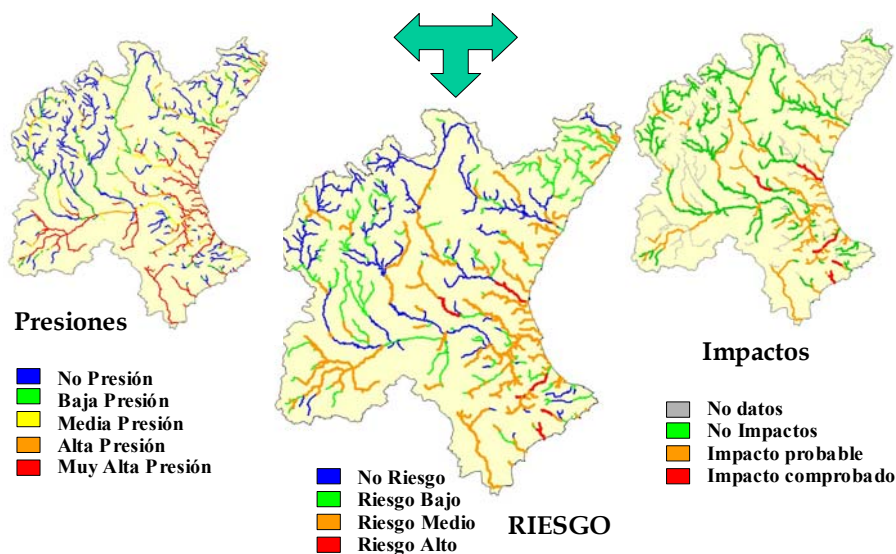 Presiones
No Presión
Baja Presión
Media Presión
Alta Presión
Muy Alta Presión
No Riesgo
Riesgo Bajo
Riesgo Medio
Riesgo Alto
RIESGO
Impactos
No datos
No Impactos
Impacto probable
Impacto comprobado